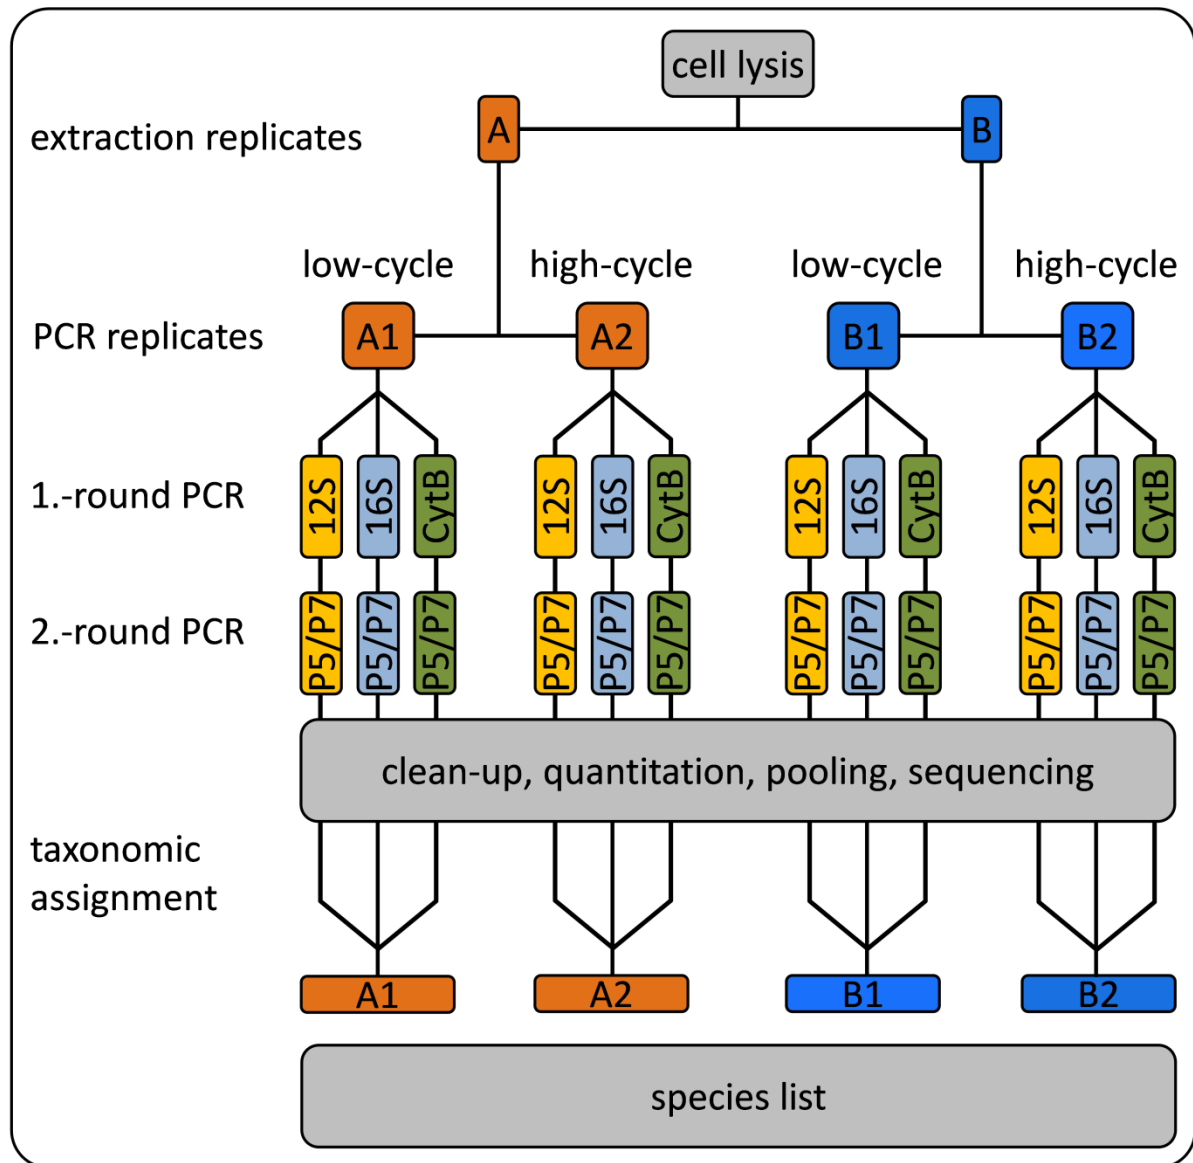 cell lysis
extraction replicates
A
B
low-cycle
high-cycle
low-cycle
high-cycle
PCR replicates
A1
A2
B1
B2
1.-round PCR
12S
16S
CytB
12S
16S
CytB
12S
16S
CytB
12S
16S
CytB
2.-round PCR
P5/P7
P5/P7
P5/P7
P5/P7
P5/P7
P5/P7
P5/P7
P5/P7
P5/P7
P5/P7
P5/P7
P5/P7
clean-up, quantitation, pooling, sequencing
taxonomic
assignment
A1
A2
B1
B2
species list